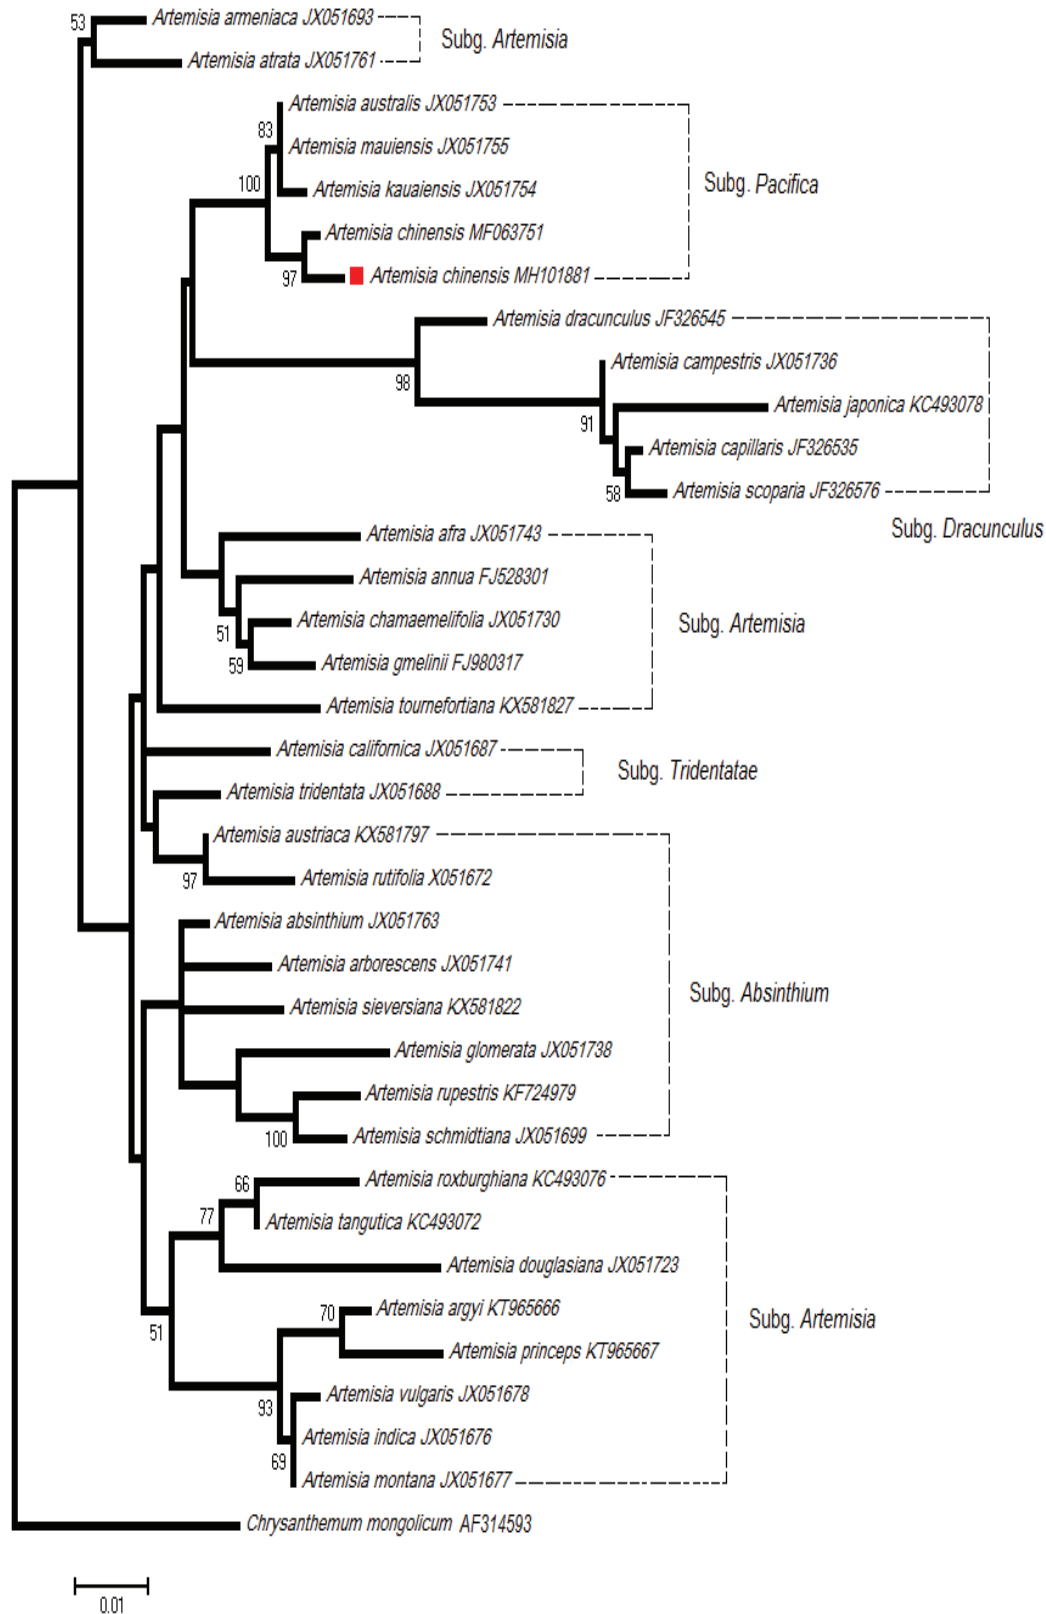 53
Artemisia armeniaca JX051693
Subg. Artemisia
Artemisia atrata JX051761
Artemisia australis JX051753
83
Artemisia mauiensis JX051755
100
Artemisia kauaiensis JX051754
Subg. Pacifica
Artemisia chinensis MF063751
97
Artemisia chinensis MH101881
Artemisia dracunculus JF326545
98
Artemisia campestris JX051736
Artemisia japonica KC493078
91
Artemisia capillaris JF326535
58
Artemisia scoparia JF326576
Subg. Dracunculus
Artemisia afra JX051743
Artemisia annua FJ528301
51
Artemisia chamaemelifolia JX051730
Subg. Artemisia
59
Artemisia gmelinii FJ980317
Artemisia tournefortiana KX581827
Artemisia californica JX051687
Subg. Tridentatae
Artemisia tridentata JX051688
Artemisia austriaca KX581797
97
Artemisia rutifolia X051672
Artemisia absinthium JX051763
Artemisia arborescens JX051741
Subg. Absinthium
Artemisia sieversiana KX581822
Artemisia glomerata JX051738
Artemisia rupestris KF724979
100
Artemisia schmidtiana JX051699
66
Artemisia roxburghiana KC493076
77
Artemisia tangutica KC493072
Artemisia douglasiana JX051723
51
70
Artemisia argyi KT965666
Subg. Artemisia
Artemisia princeps KT965667
93
Artemisia vulgaris JX051678
Artemisia indica JX051676
69
Artemisia montana JX051677
Chrysanthemum mongolicum AF314593
0.01